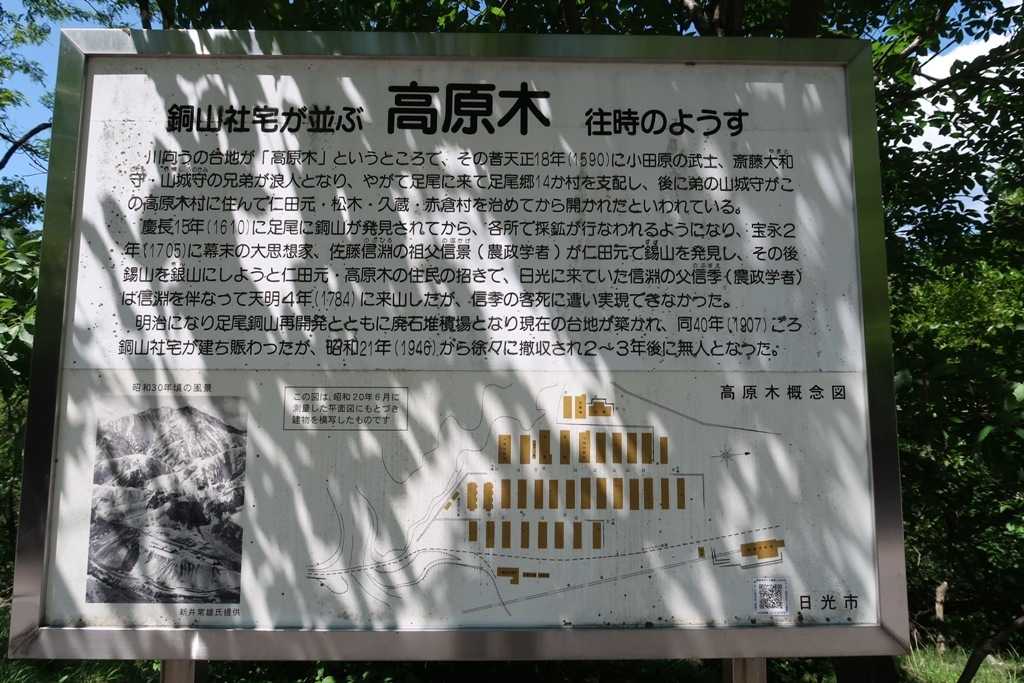 銅山社宅が並ぶ 高原木 往時のようす
川向うの台地が「高原木」というところで、その昔天正18年(1590)に小田原の武士、斎藤大和
守・山城守の兄弟が浪人となり、やがて足尾に来て足尾郷14か村を支配し、後に弟の山城守がこ
の高原木村に住んで仁田元・松木・久蔵・赤倉村を治めてから開かれたといわれている。
慶長15年(1610)に足尾に銅山が発見されてから、各所で採鉱が行なわれるようになり、宝永2
年(1705)に幕末の大思想家、佐藤信淵の祖父信景(農政学者)が仁田元で錫山を発見し、その後
錫山を銀山にしようと仁田元・高原木の住民の招きで、日光に来ていた信淵の父信季(農政学者)
は信淵を伴なって天明4年(1784)に来山したが、信季の客死に遭い実現できなかった。
明治になり足尾銅山再開発とともに廃石堆積場となり現在の台地が築かれ、同40年(1907)ごろ
銅山社宅が建ち賑わったが、昭和21年(1946)から徐々に撤収され2～3年後に無人となった。
昭和30年頃の風景
この図は、昭和20年6月に
測量した平面図にもとづき
建物を模写したものです
高原木概念図
新井常雄氏提供
日光市